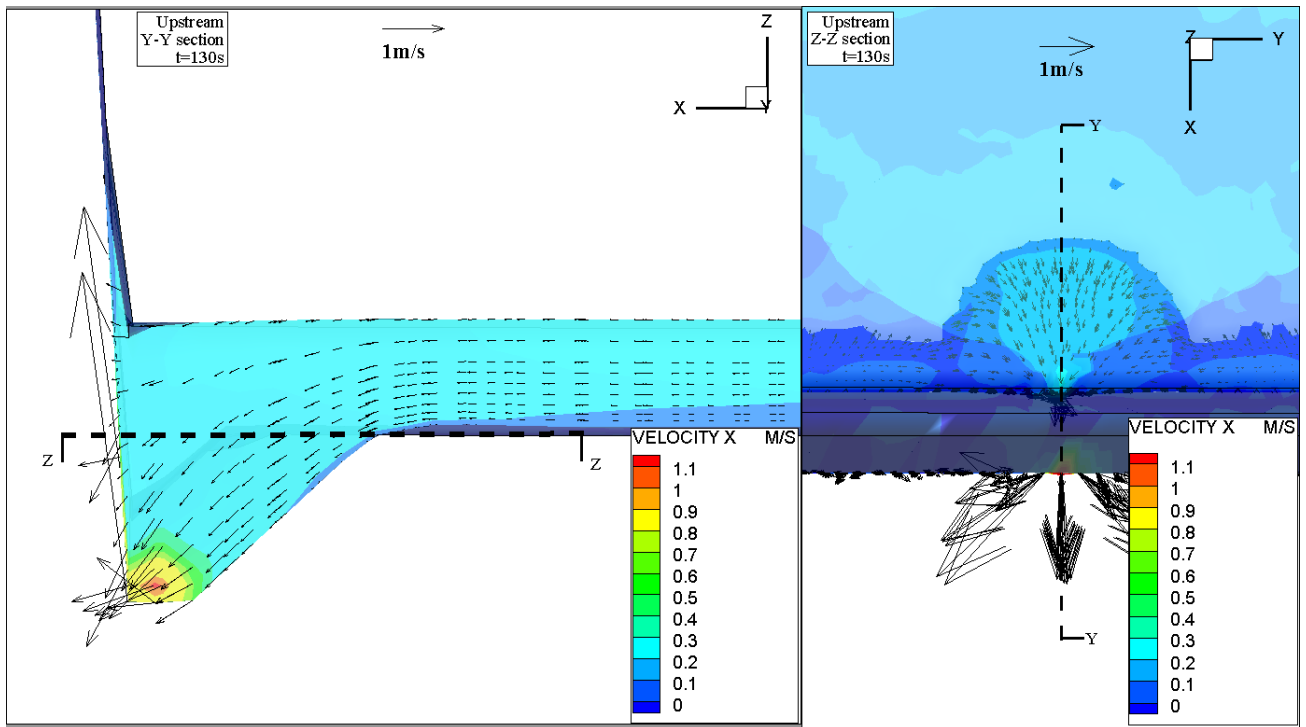 Upstream
Y-Y section
t=130s
1m/s
Z
X
Y
Z
Z
VELOCITY X M/S
1.1
1
0.9
0.8
0.7
0.6
0.5
0.4
0.3
0.2
0.1
0
Upstream
Z-Z section
t=130s
1m/s
Z
Y
X
Y
Y
VELOCITY X M/S
1.1
1
0.9
0.8
0.7
0.6
0.5
0.4
0.3
0.2
0.1
0